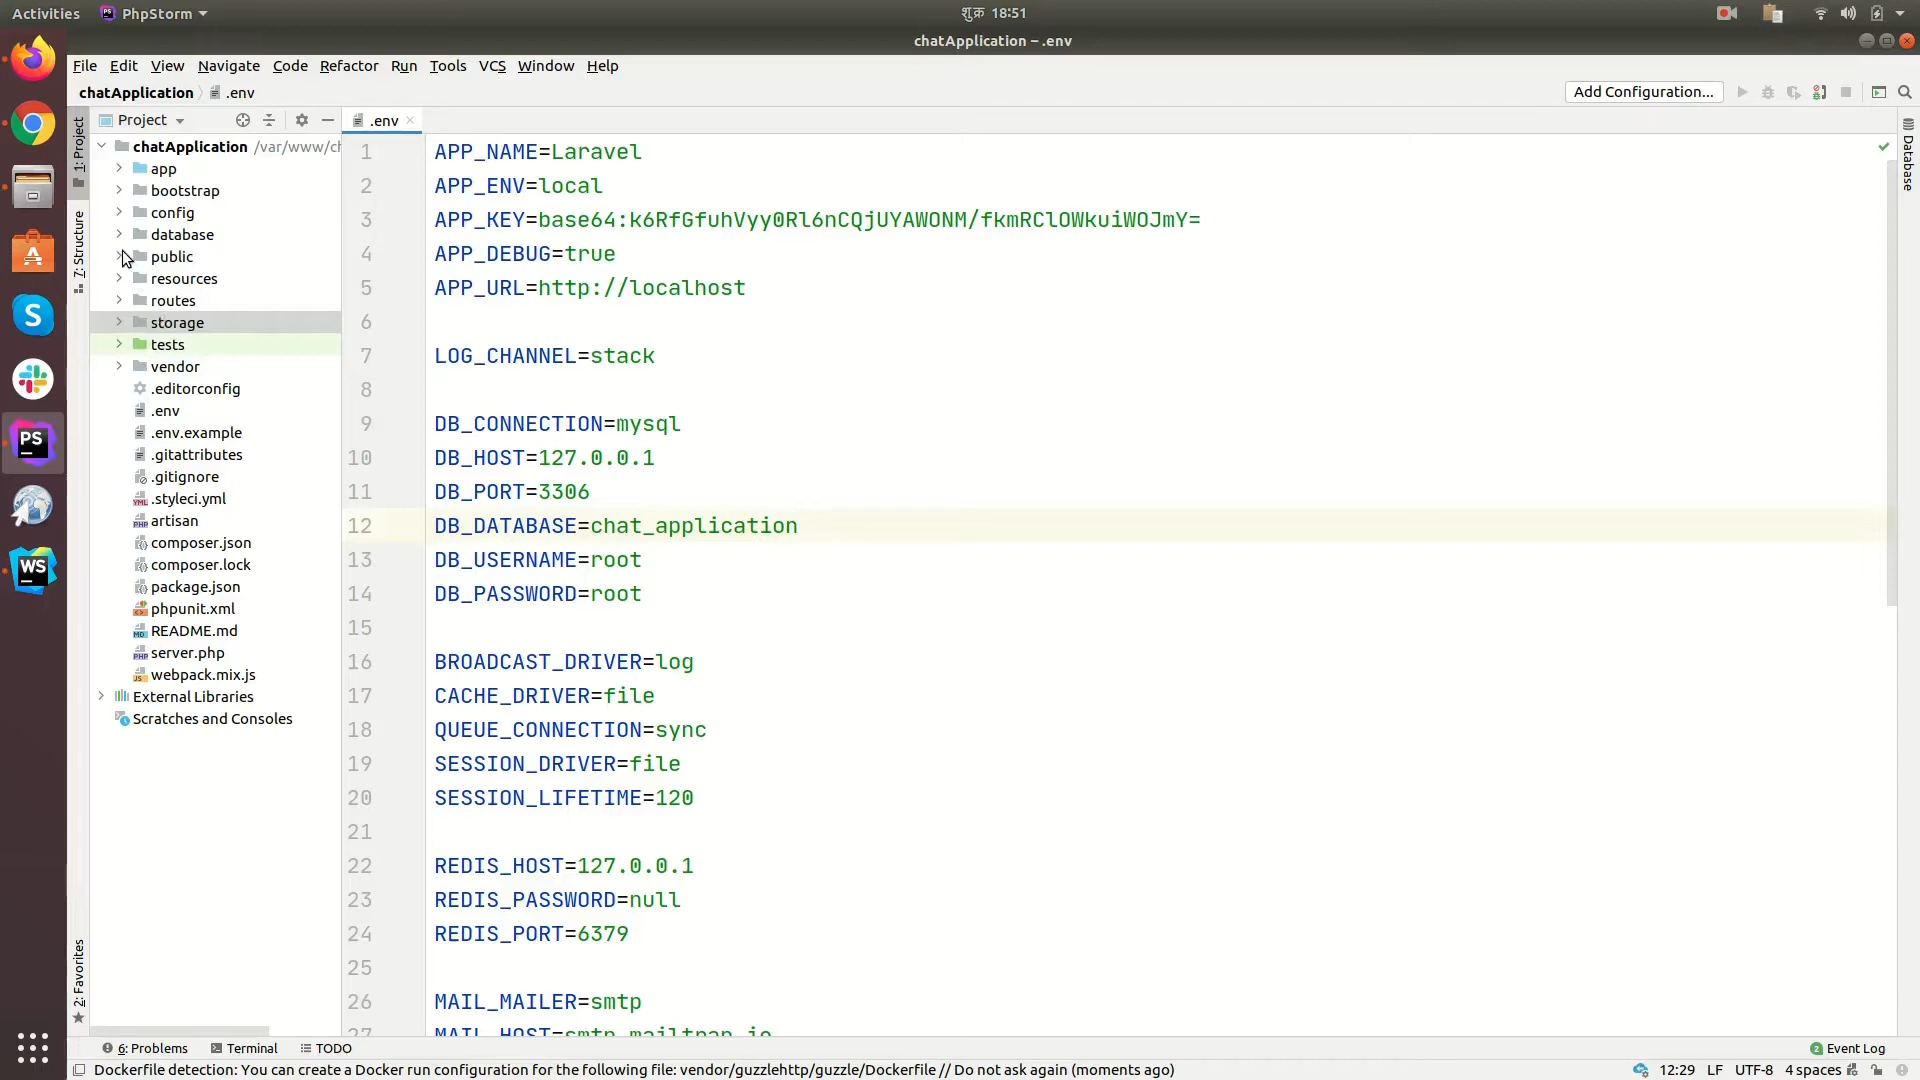 Activities PhpStorm शुक्र 18:51
chatApplication – .env
File Edit View Navigate Code Refactor Run Tools VCS Window Help
chatApplication .env Add Configuration...
Project .env
1: Project
7: Structure
2: Favorites
Database
chatApplication /var/www/ch
app
bootstrap
config
database
public
resources
routes
storage
tests
vendor
.editorconfig
.env
.env.example
.gitattributes
.gitignore
.styleci.yml
artisan
composer.json
composer.lock
package.json
phpunit.xml
README.md
server.php
webpack.mix.js
External Libraries
Scratches and Consoles
1 APP_NAME=Laravel
2 APP_ENV=local
3 APP_KEY=base64:k6RfGfuhVyy0Rl6nCQjUYAWONM/fkmRClOWkuiWOJmY=
4 APP_DEBUG=true
5 APP_URL=http://localhost
6
7 LOG_CHANNEL=stack
8
9 DB_CONNECTION=mysql
10 DB_HOST=127.0.0.1
11 DB_PORT=3306
12 DB_DATABASE=chat_application
13 DB_USERNAME=root
14 DB_PASSWORD=root
15
16 BROADCAST_DRIVER=log
17 CACHE_DRIVER=file
18 QUEUE_CONNECTION=sync
19 SESSION_DRIVER=file
20 SESSION_LIFETIME=120
21
22 REDIS_HOST=127.0.0.1
23 REDIS_PASSWORD=null
24 REDIS_PORT=6379
25
26 MAIL_MAILER=smtp
27 MAIL_HOST=smtp.mailtrap.io
6: Problems Terminal TODO 2 Event Log
Dockerfile detection: You can create a Docker run configuration for the following file: vendor/guzzlehttp/guzzle/Dockerfile // Do not ask again (moments ago) 12:29 LF UTF-8 4 spaces